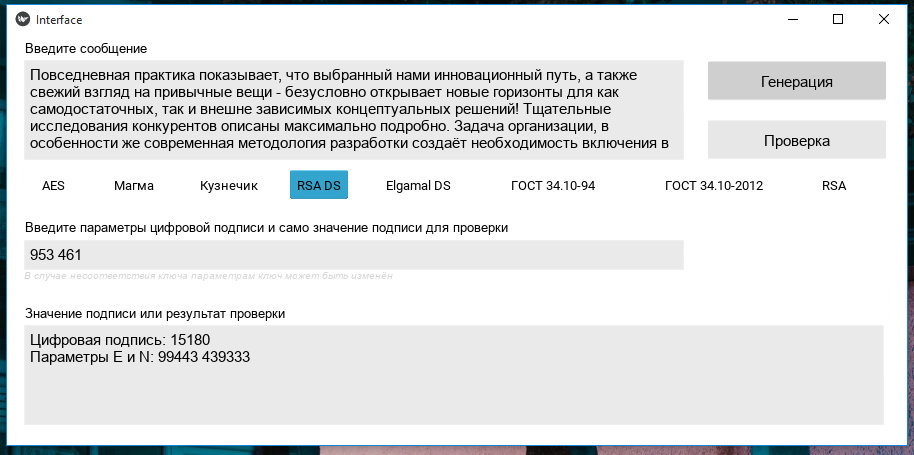 Interface
Введите сообщение
Повседневная практика показывает, что выбранный нами инновационный путь, а также
свежий взгляд на привычные вещи - безусловно открывает новые горизонты для как
самодостаточных, так и внешне зависимых концептуальных решений! Тщательные
исследования конкурентов описаны максимально подробно. Задача организации, в
особенности же современная методология разработки создаёт необходимость включения в
Генерация
Проверка
AES Магма Кузнечик RSA DS Elgamal DS ГОСТ 34.10-94 ГОСТ 34.10-2012 RSA
Введите параметры цифровой подписи и само значение подписи для проверки
953 461
В случае несоответствия ключа параметрам ключ может быть изменён
Значение подписи или результат проверки
Цифровая подпись: 15180
Параметры E и N: 99443 439333